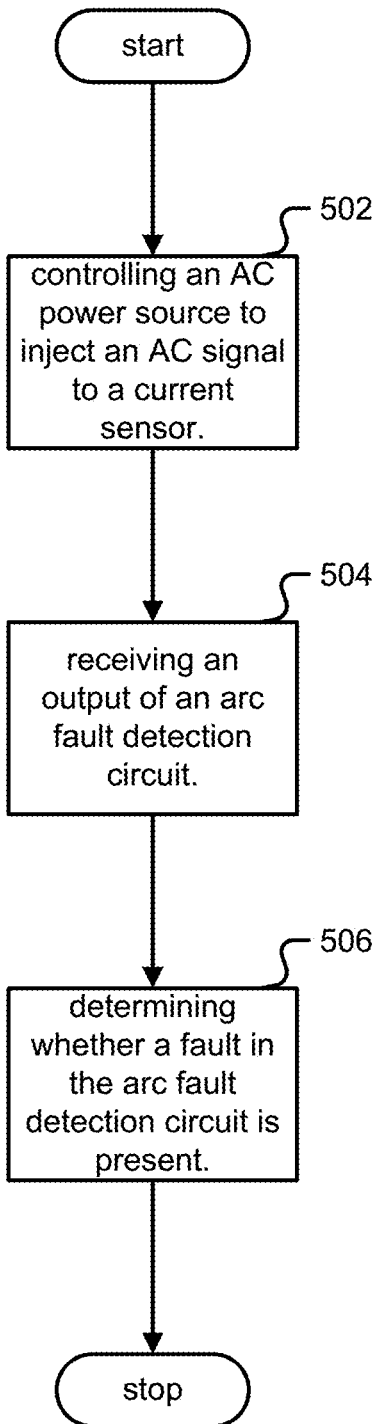 start
502
controlling an AC
power source to
inject an AC signal
to a current
sensor.
504
receiving an
output of an arc
fault detection
circuit.
506
determining
whether a fault in
the arc fault
detection circuit is
present.
stop